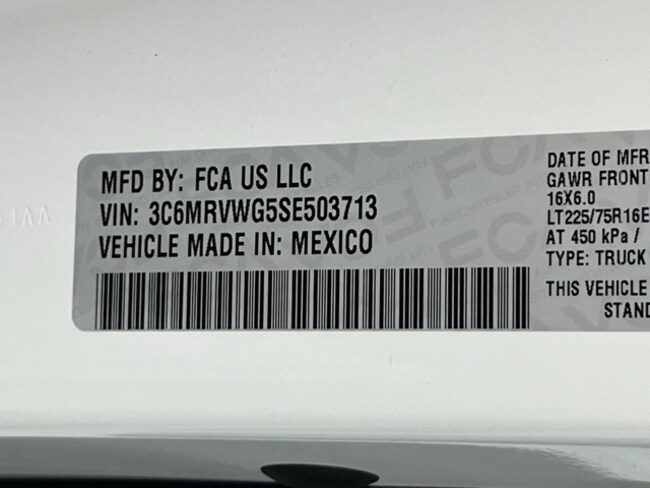 MFD BY: FCA US LLC
VIN: 3C6MRVWG5SE503713
VEHICLE MADE IN: MEXICO
DATE OF MFR
GAWR FRONT
16X6.0
LT225/75R16E
AT 450 kPa /
TYPE: TRUCK
THIS VEHICLE
STAND